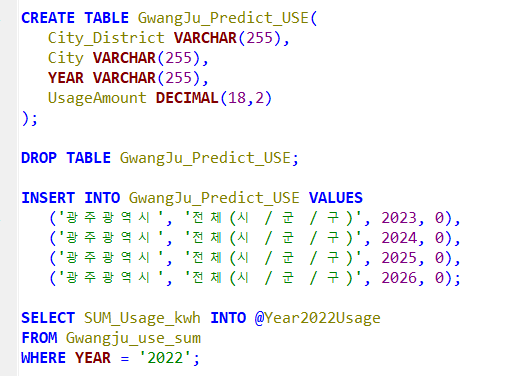 CREATE TABLE GwangJu_Predict_USE(
City_District VARCHAR(255),
City VARCHAR(255),
YEAR VARCHAR(255),
UsageAmount DECIMAL(18,2)
);
DROP TABLE GwangJu_Predict_USE;
INSERT INTO GwangJu_Predict_USE VALUES
('광주광역시', '전체(시 / 군 / 구)', 2023, 0),
('광주광역시', '전체(시 / 군 / 구)', 2024, 0),
('광주광역시', '전체(시 / 군 / 구)', 2025, 0),
('광주광역시', '전체(시 / 군 / 구)', 2026, 0);
SELECT SUM_Usage_kwh INTO @Year2022Usage
FROM Gwangju_use_sum
WHERE YEAR = '2022';